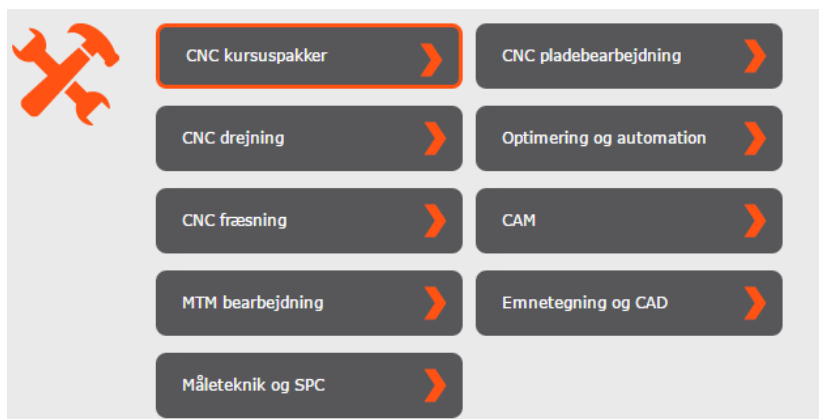 CNC kursuspakker
CNC pladebearbejdning
CNC drejning
Optimering og automation
CNC fræsning
CAM
MTM bearbejdning
Emnetegning og CAD
Måleteknik og SPC